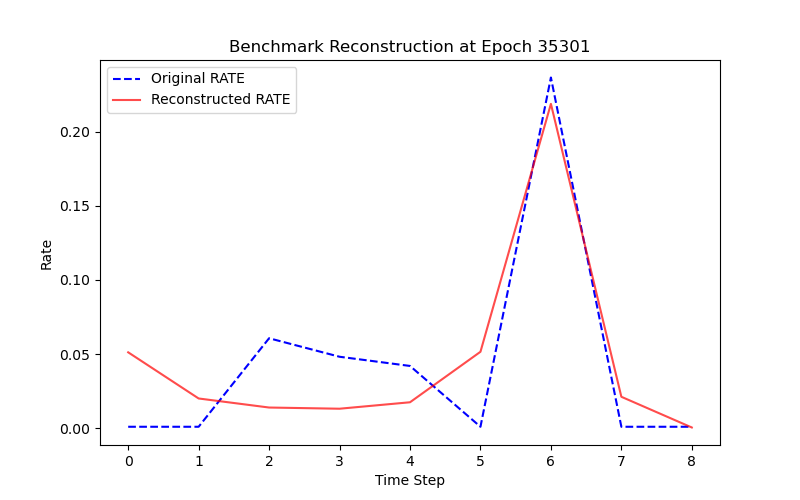 Benchmark Reconstruction at Epoch 35301
Original RATE
Reconstructed RATE
Rate
0.20
0.15
0.10
0.05
0.00
0 1 2 3 4 5 6 7 8
Time Step